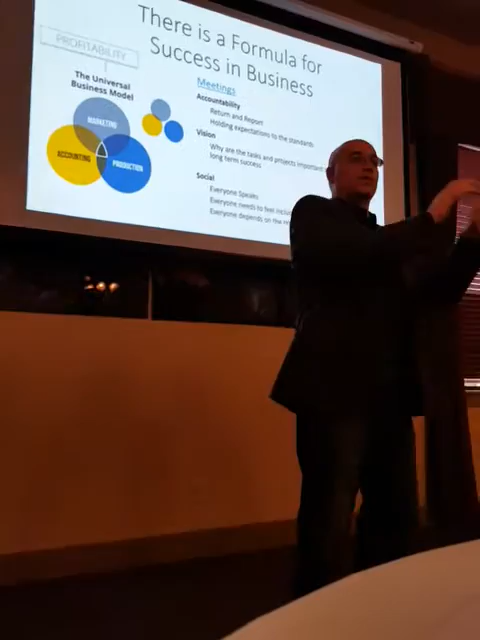 There is a Formula for
Success in Business
PROFITABILITY
The Universal
Business Model
MARKETING
ACCOUNTING
PRODUCTION
Meetings
Accountability
Return and Report
Holding expectations to the standards
Vision
Why are the tasks and projects important
long term success
Social
Everyone Speaks
Everyone needs to feel
Everyone depends on the